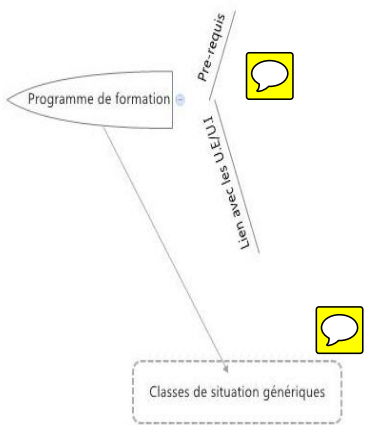 Pre-requis
Programme de formation
Lien avec les U.E/U.I
Classes de situation génériques